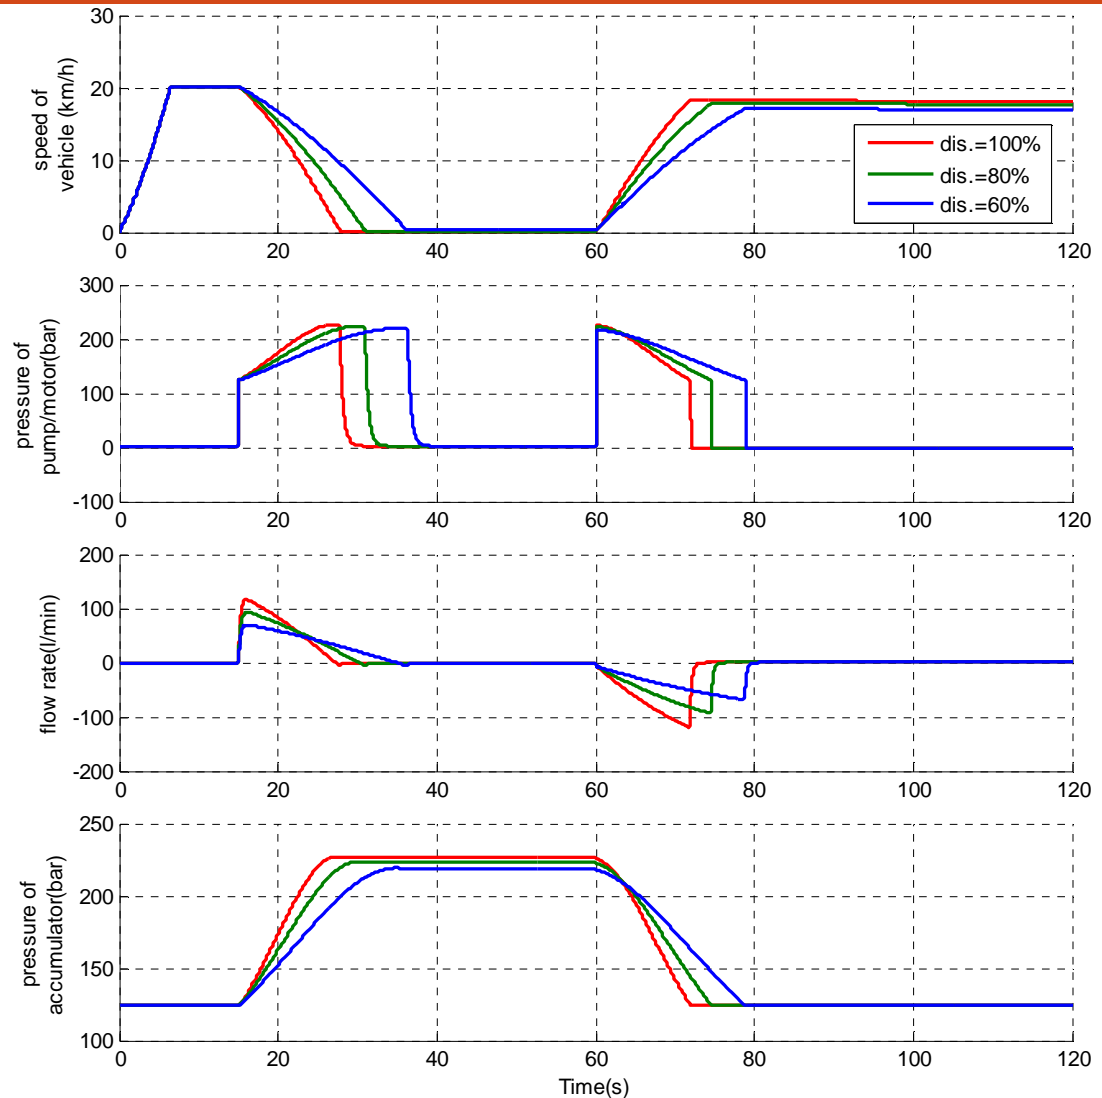 30
20
10
0
speed of
vehicle (km/h)
dis.=100%
dis.=80%
dis.=60%
0 20 40 60 80 100 120
300
200
100
0
-100
pressure of
pump/motor(bar)
0 20 40 60 80 100 120
200
100
0
-100
-200
flow rate(l/min)
0 20 40 60 80 100 120
250
200
150
100
pressure of
accumulator(bar)
0 20 40 60 80 100 120
Time(s)